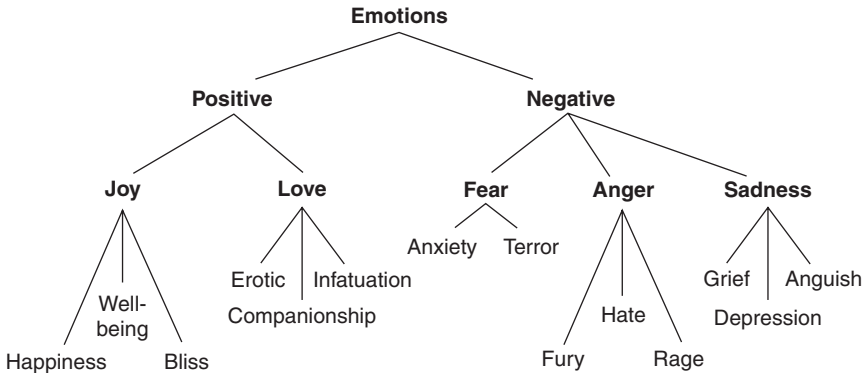 Emotions
Positive Negative
Joy Love Fear Anger Sadness
Anxiety Terror
Erotic Infatuation Grief Anguish
Well-
being
Companionship Hate Depression
Happiness Bliss Fury Rage